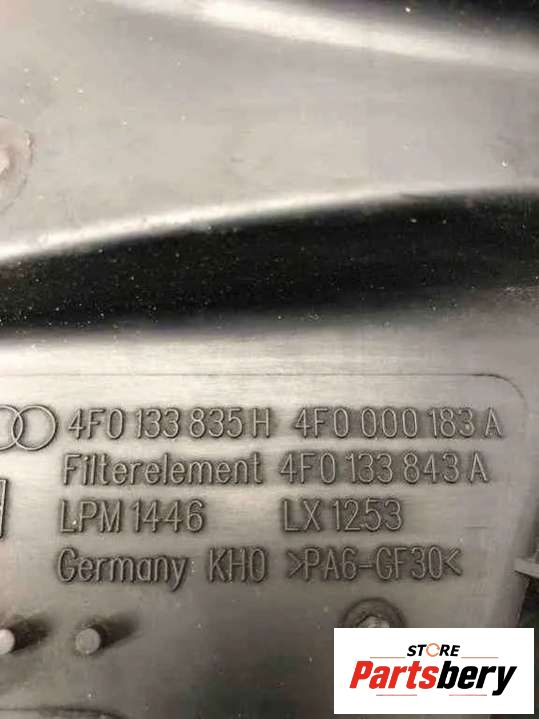 4F0 133 835 H 4F0 000 183 A
Filterelement 4F0 133 843 A
LPM 1446 LX 1253
Germany KHO >PA6-GF30<
STORE
Partsbery